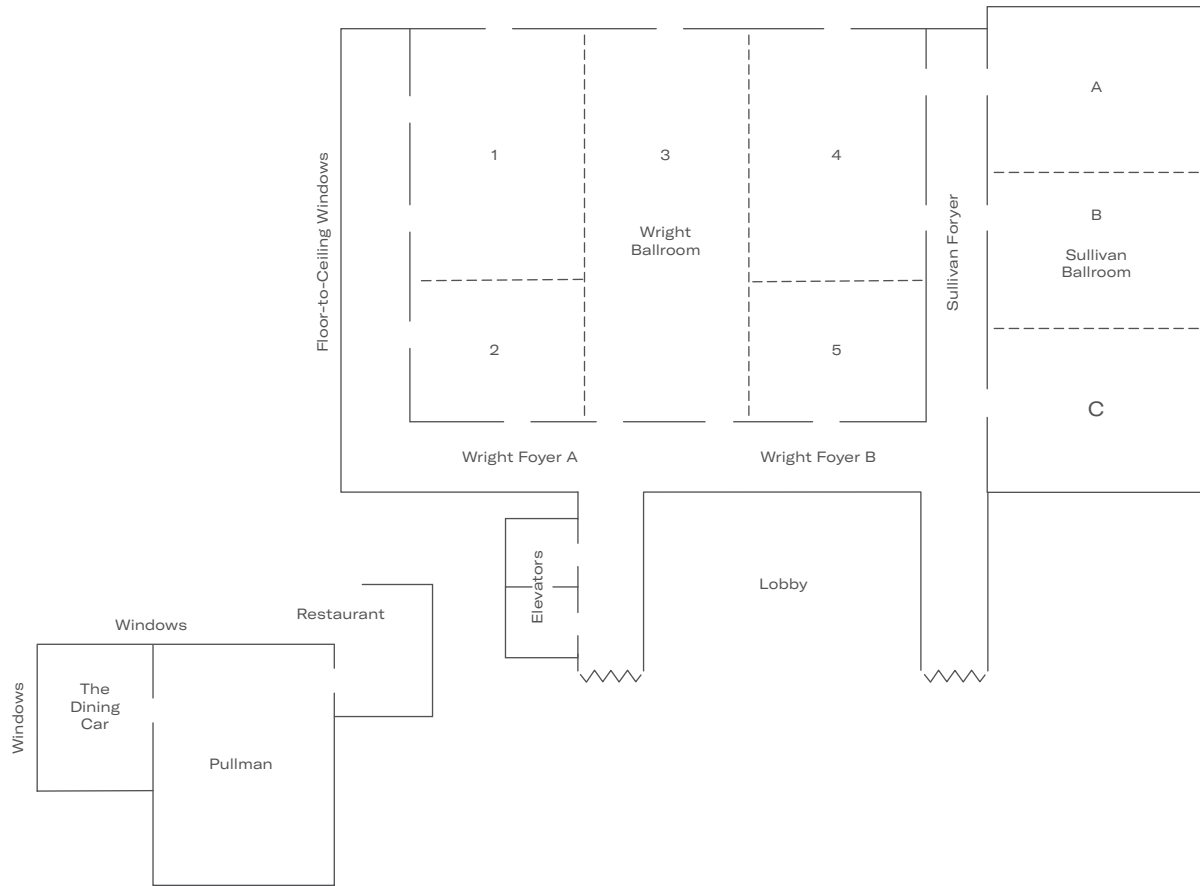 A
1
3
4
Floor-to-Ceiling Windows
Sullivan Foryer
B
Wright
Ballroom
Sullivan
Ballroom
2
5
C
Wright Foyer A
Wright Foyer B
Elevators
Lobby
Restaurant
Windows
Windows
The
Dining
Car
Pullman